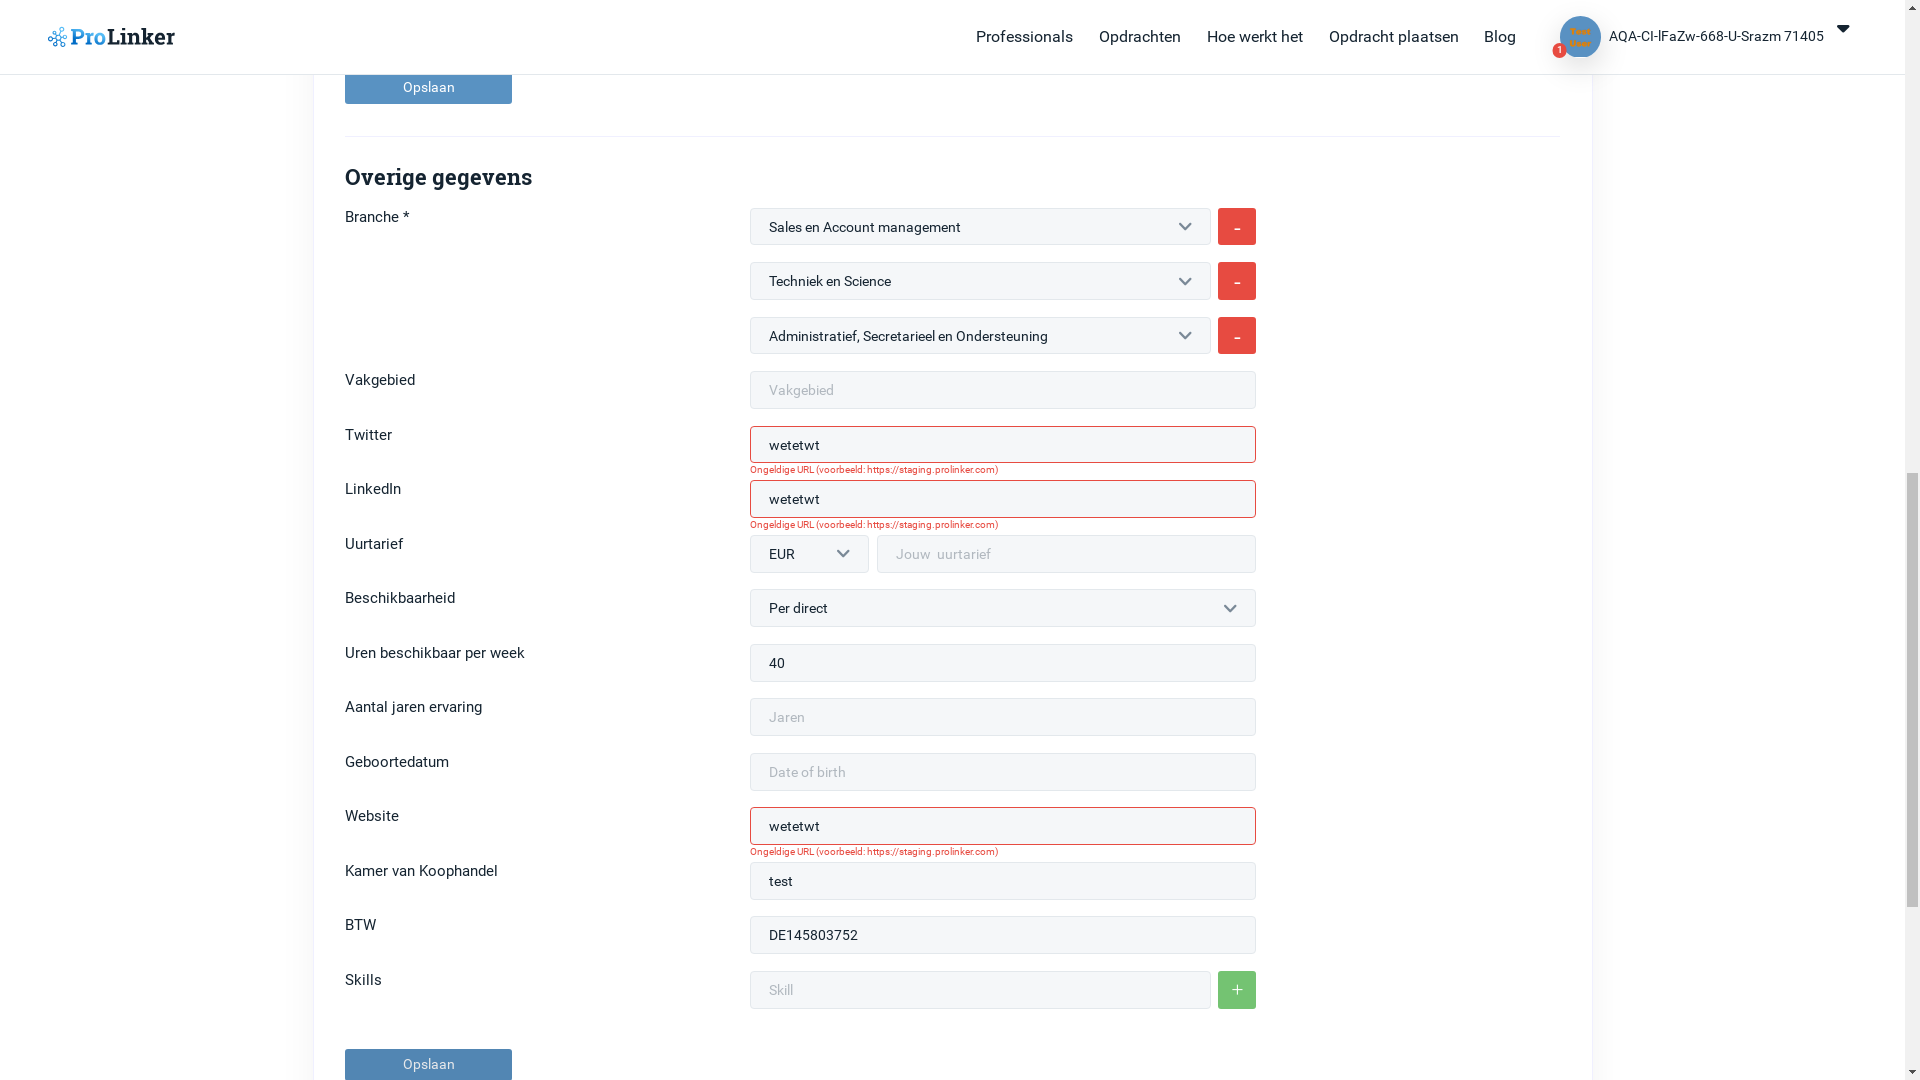 ProLinker
Professionals Opdrachten Hoe werkt het Opdracht plaatsen Blog
Test User
1
AQA-CI-lFaZw-668-U-Srazm 71405
Opslaan
Overige gegevens
Branche *
Sales en Account management
-
Techniek en Science
-
Administratief, Secretarieel en Ondersteuning
-
Vakgebied
Vakgebied
Twitter
wetetwt
Ongeldige URL (voorbeeld: https://staging.prolinker.com)
LinkedIn
wetetwt
Ongeldige URL (voorbeeld: https://staging.prolinker.com)
Uurtarief
EUR
Jouw uurtarief
Beschikbaarheid
Per direct
Uren beschikbaar per week
40
Aantal jaren ervaring
Jaren
Geboortedatum
Date of birth
Website
wetetwt
Ongeldige URL (voorbeeld: https://staging.prolinker.com)
Kamer van Koophandel
test
BTW
DE145803752
Skills
Skill
+
Opslaan